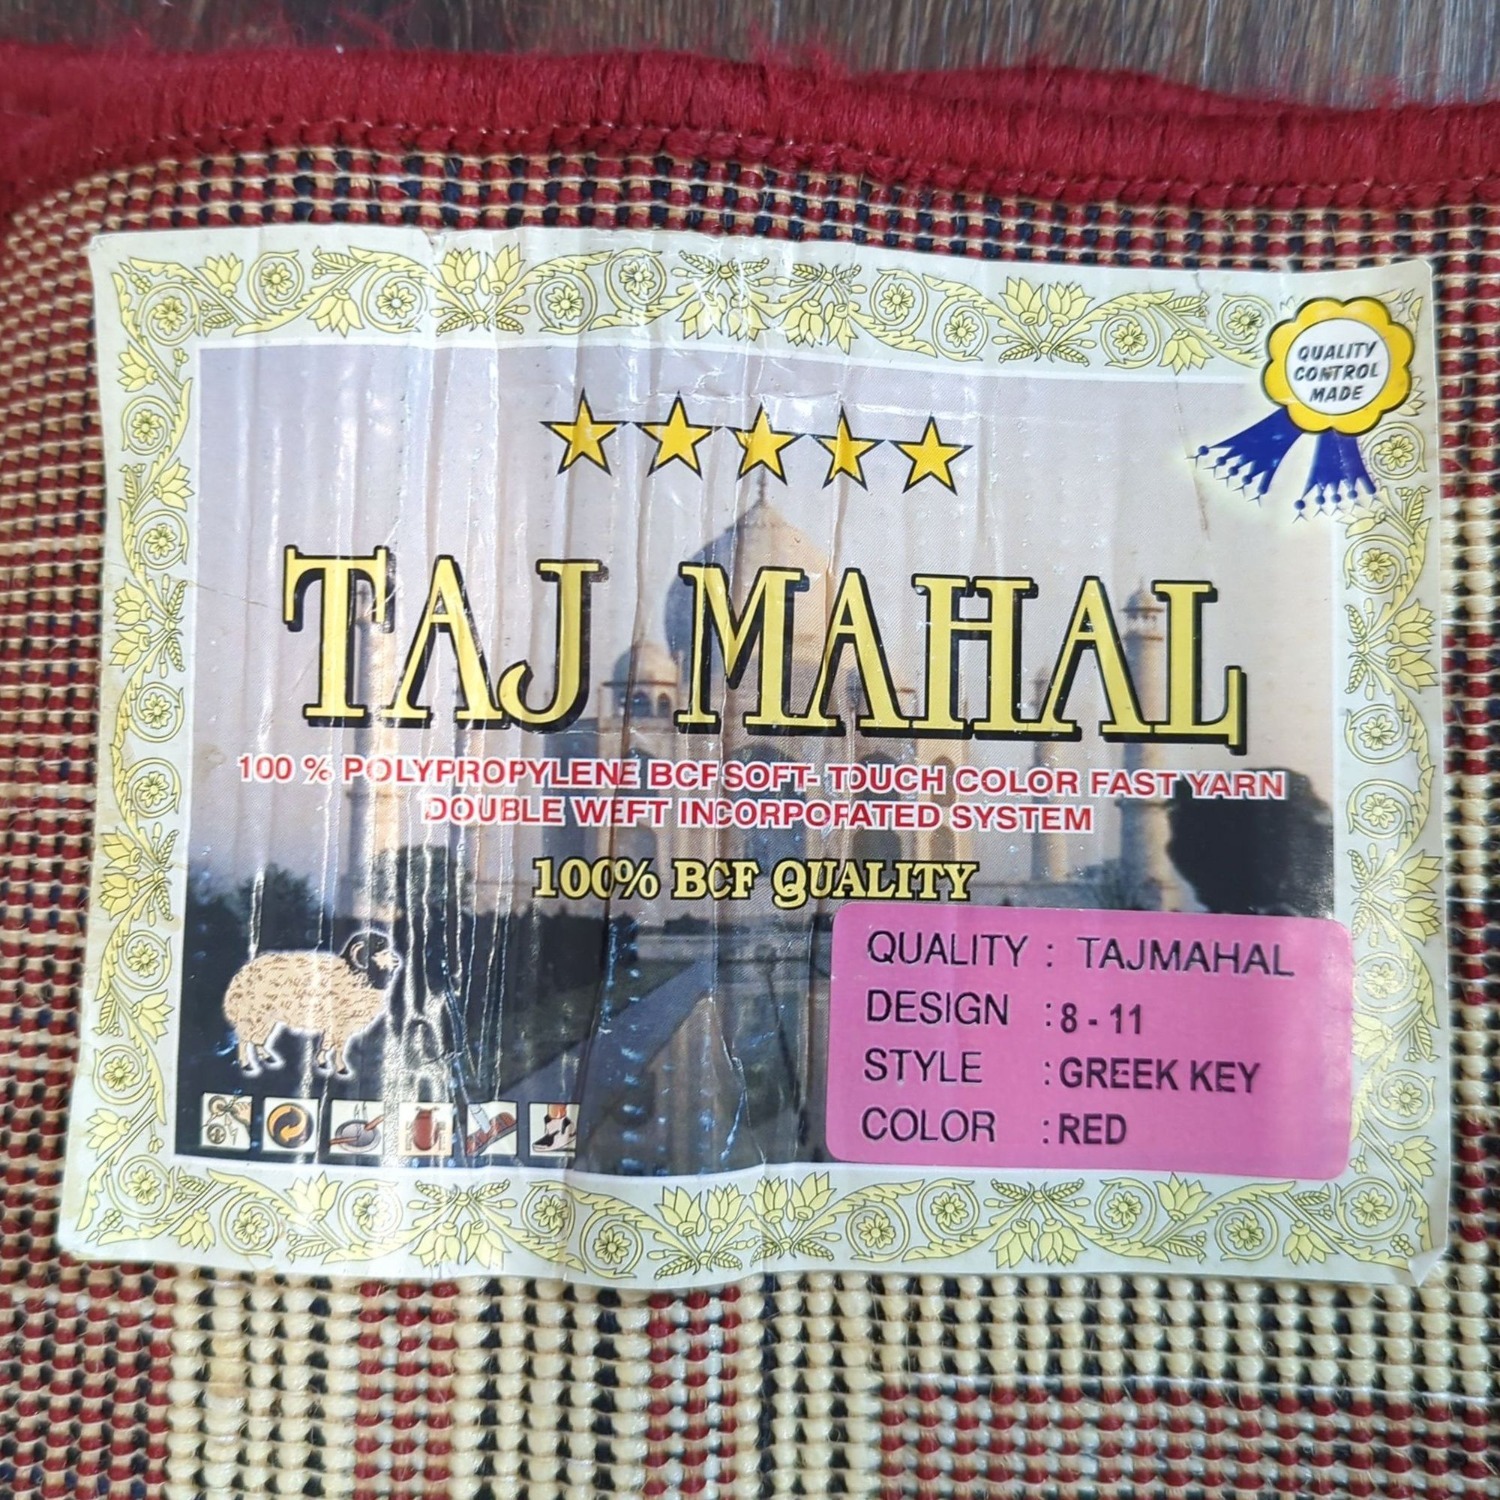 QUALITY
CONTROL
MADE
TAJ MAHAL
100 % POLYPROPYLENE BCF SOFT- TOUCH COLOR FAST YARN
DOUBLE WEFT INCORPORATED SYSTEM
100% BCF QUALITY
QUALITY : TAJMAHAL
DESIGN : 8 - 11
STYLE : GREEK KEY
COLOR : RED